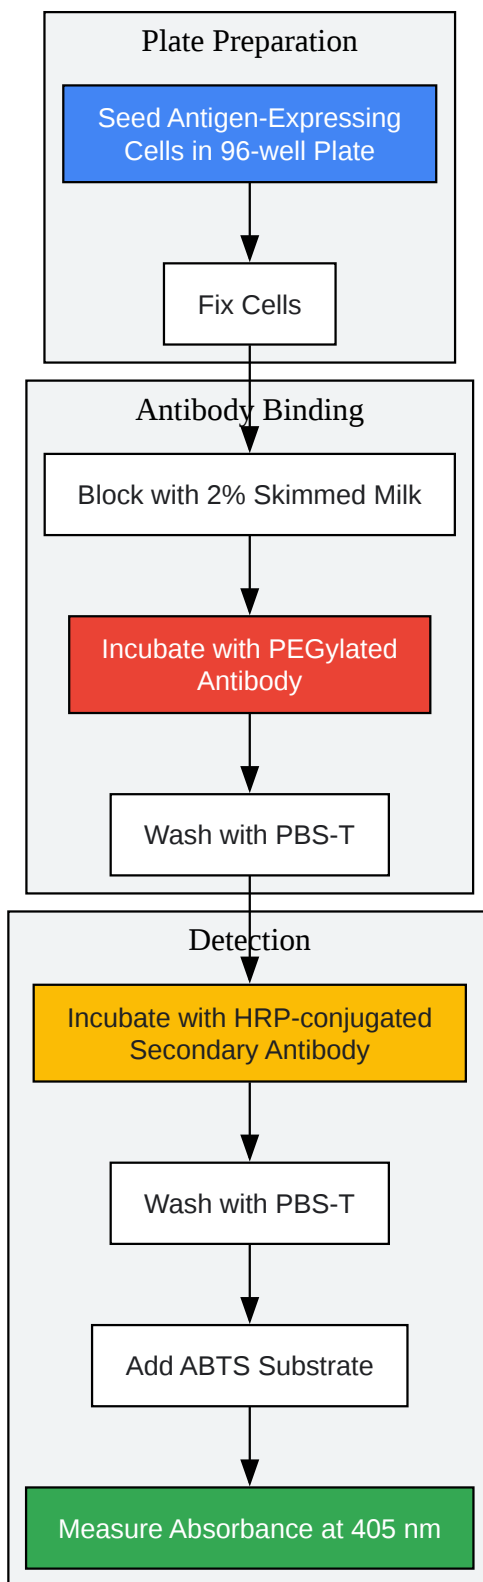 Plate Preparation
Seed Antigen-Expressing
Cells in 96-well Plate
Fix Cells
Antibody Binding
Block with 2% Skimmed Milk
Incubate with PEGylated
Antibody
Wash with PBS-T
Detection
Incubate with HRP-conjugated
Secondary Antibody
Wash with PBS-T
Add ABTS Substrate
Measure Absorbance at 405 nm